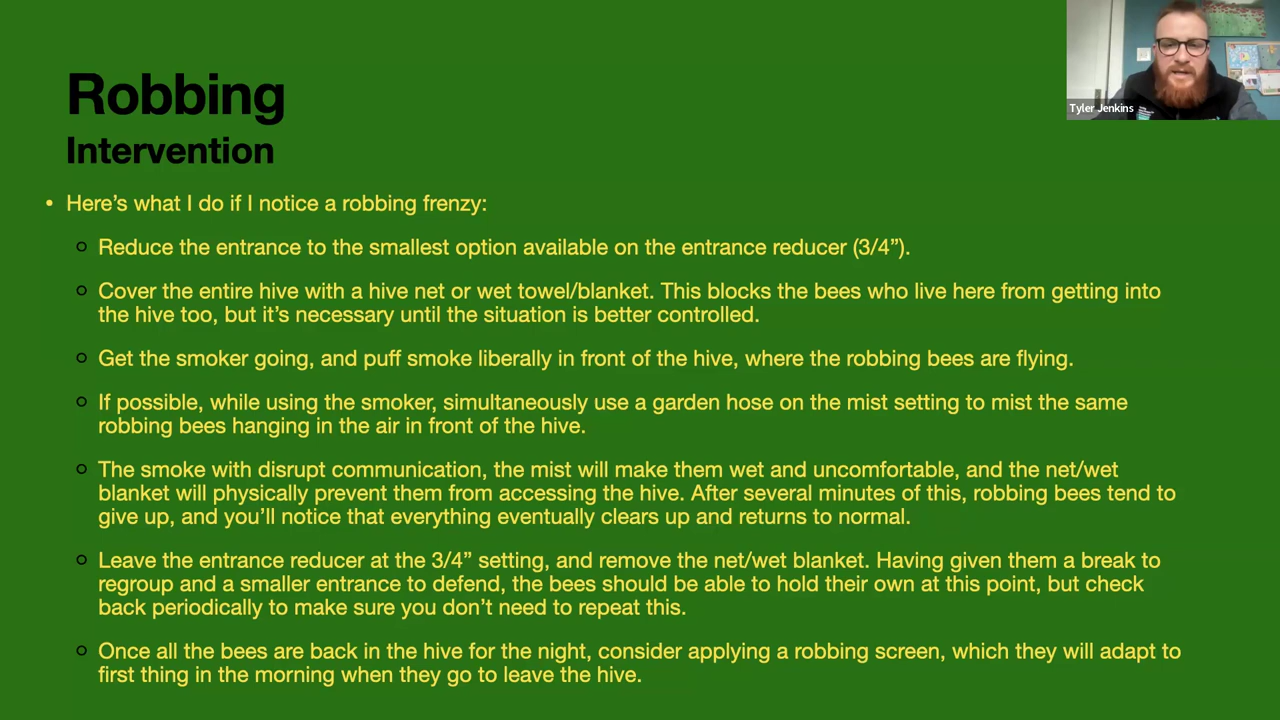 Robbing
Intervention
Tyler Jenkins
• Here’s what I do if I notice a robbing frenzy:
○ Reduce the entrance to the smallest option available on the entrance reducer (3/4”).
○ Cover the entire hive with a hive net or wet towel/blanket. This blocks the bees who live here from getting into
the hive too, but it’s necessary until the situation is better controlled.
○ Get the smoker going, and puff smoke liberally in front of the hive, where the robbing bees are flying.
○ If possible, while using the smoker, simultaneously use a garden hose on the mist setting to mist the same
robbing bees hanging in the air in front of the hive.
○ The smoke with disrupt communication, the mist will make them wet and uncomfortable, and the net/wet
blanket will physically prevent them from accessing the hive. After several minutes of this, robbing bees tend to
give up, and you’ll notice that everything eventually clears up and returns to normal.
○ Leave the entrance reducer at the 3/4” setting, and remove the net/wet blanket. Having given them a break to
regroup and a smaller entrance to defend, the bees should be able to hold their own at this point, but check
back periodically to make sure you don’t need to repeat this.
○ Once all the bees are back in the hive for the night, consider applying a robbing screen, which they will adapt to
first thing in the morning when they go to leave the hive.